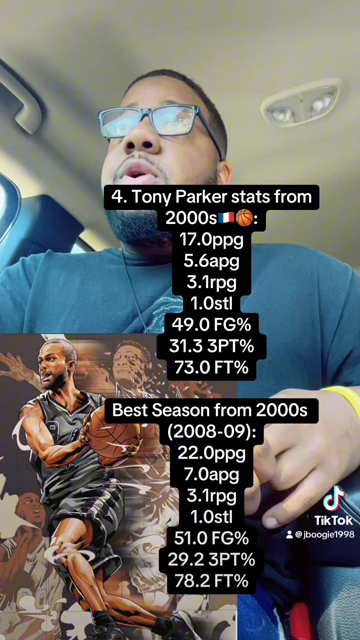 4. Tony Parker stats from
2000s🇫🇷🏀:
17.0ppg
5.6apg
3.1rpg
1.0stl
49.0 FG%
31.3 3PT%
73.0 FT%
Best Season from 2000s
(2008-09):
22.0ppg
7.0apg
3.1rpg
1.0stl
51.0 FG%
29.2 3PT%
78.2 FT%
TikTok
@jboogie1998